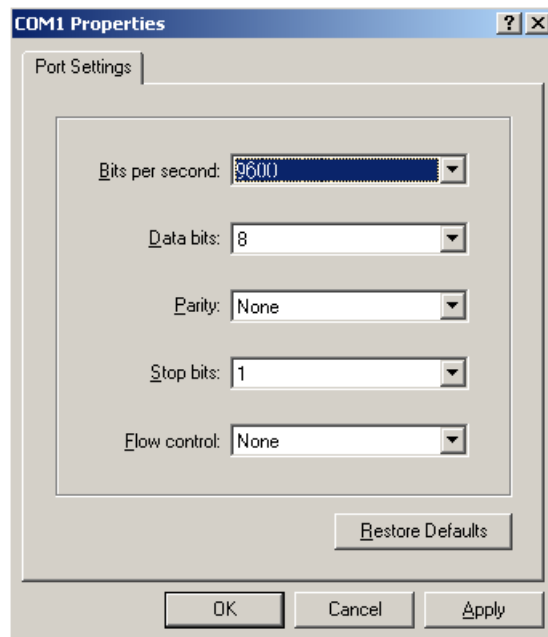 COM1 Properties
Port Settings
Bits per second: 9600
Data bits: 8
Parity: None
Stop bits: 1
Flow control: None
Restore Defaults
OK Cancel Apply